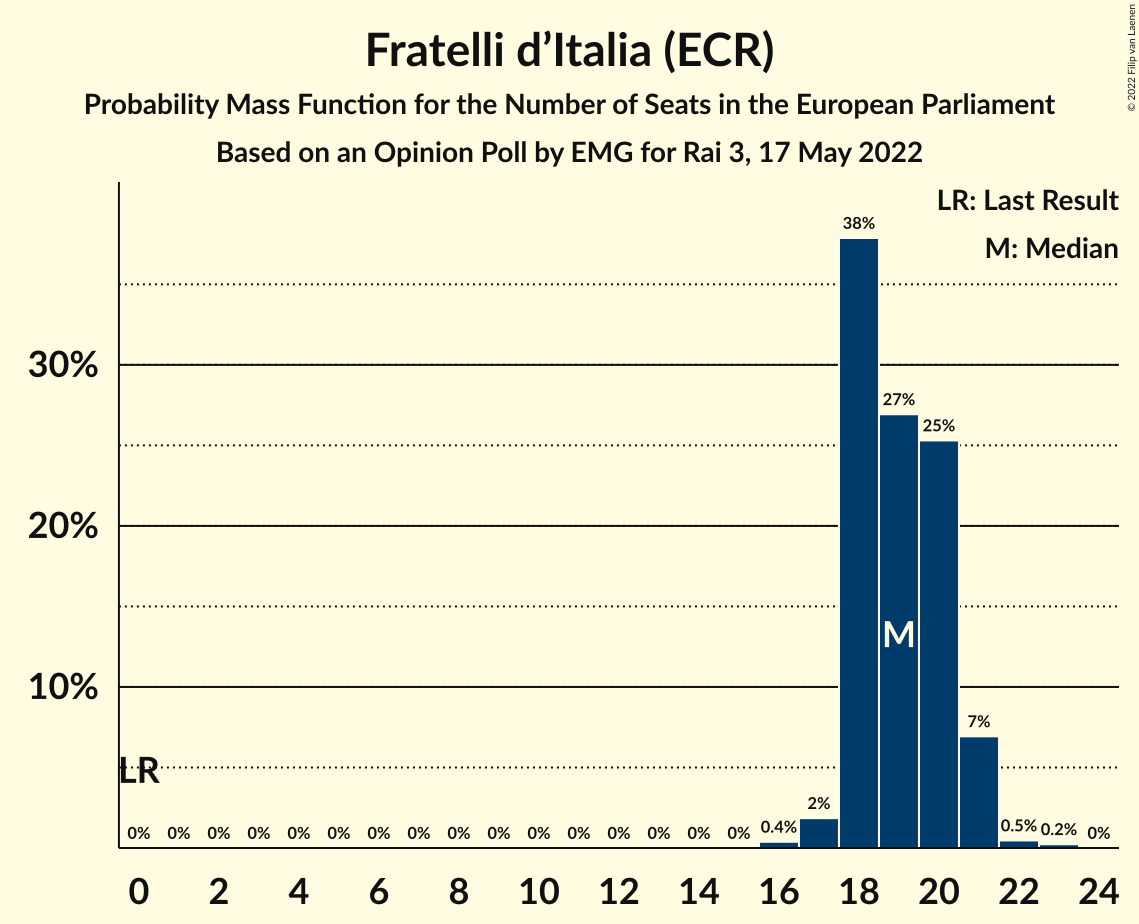 Fratelli d’Italia (ECR)
Probability Mass Function for the Number of Seats in the European Parliament
Based on an Opinion Poll by EMG for Rai 3, 17 May 2022
© 2022 Filip van Laenen
LR: Last Result
M: Median
38%
30%
27%
25%
20%
M
10%
7%
LR
2%
0% 0% 0% 0% 0% 0% 0% 0% 0% 0% 0% 0% 0% 0% 0% 0% 0.4% 0.5% 0.2% 0%
0 2 4 6 8 10 12 14 16 18 20 22 24